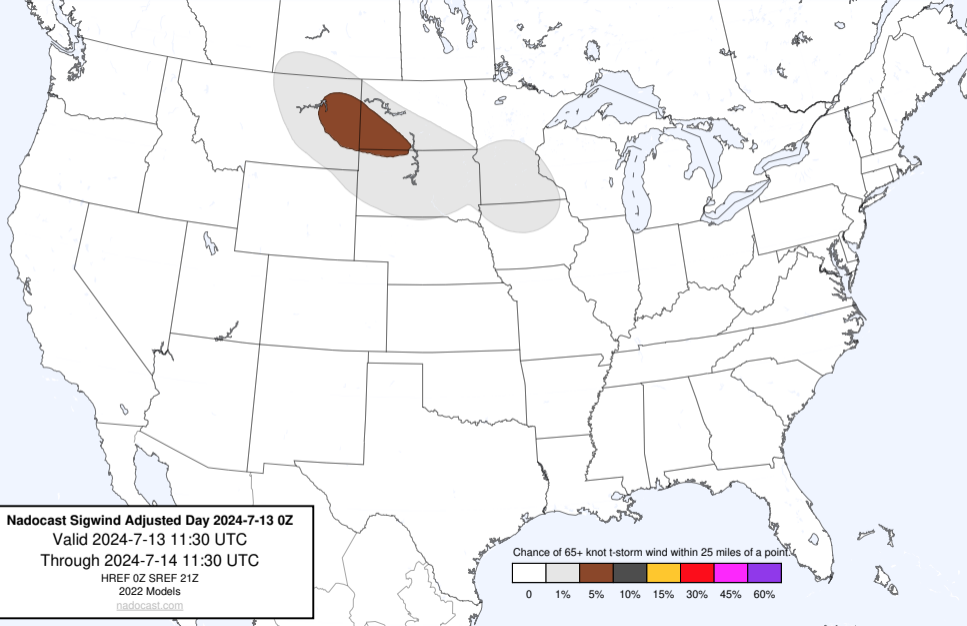 Nadocast Sigwind Adjusted Day 2024-7-13 0Z
Valid 2024-7-13 11:30 UTC
Through 2024-7-14 11:30 UTC
HREF 0Z SREF 21Z
2022 Models
nadocast.com
Chance of 65+ knot t-storm wind within 25 miles of a point.
0 1% 5% 10% 15% 30% 45% 60%